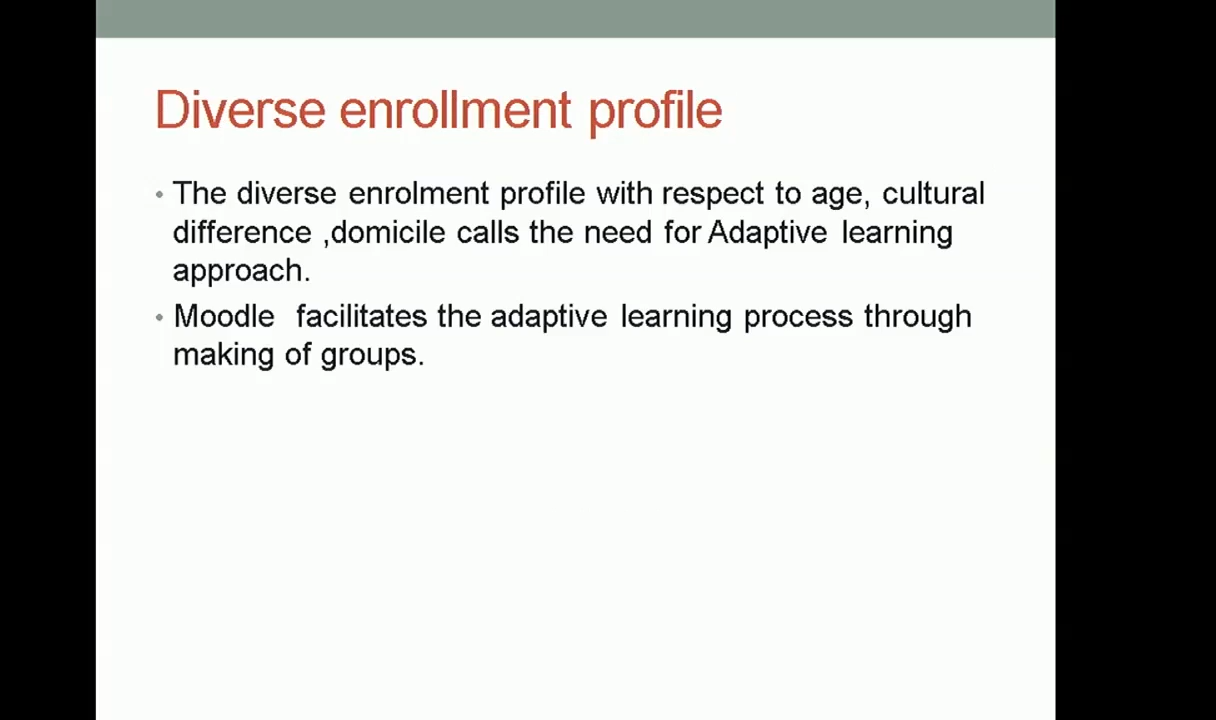 Diverse enrollment profile
• The diverse enrolment profile with respect to age, cultural
difference ,domicile calls the need for Adaptive learning
approach.
• Moodle  facilitates the adaptive learning process through
making of groups.